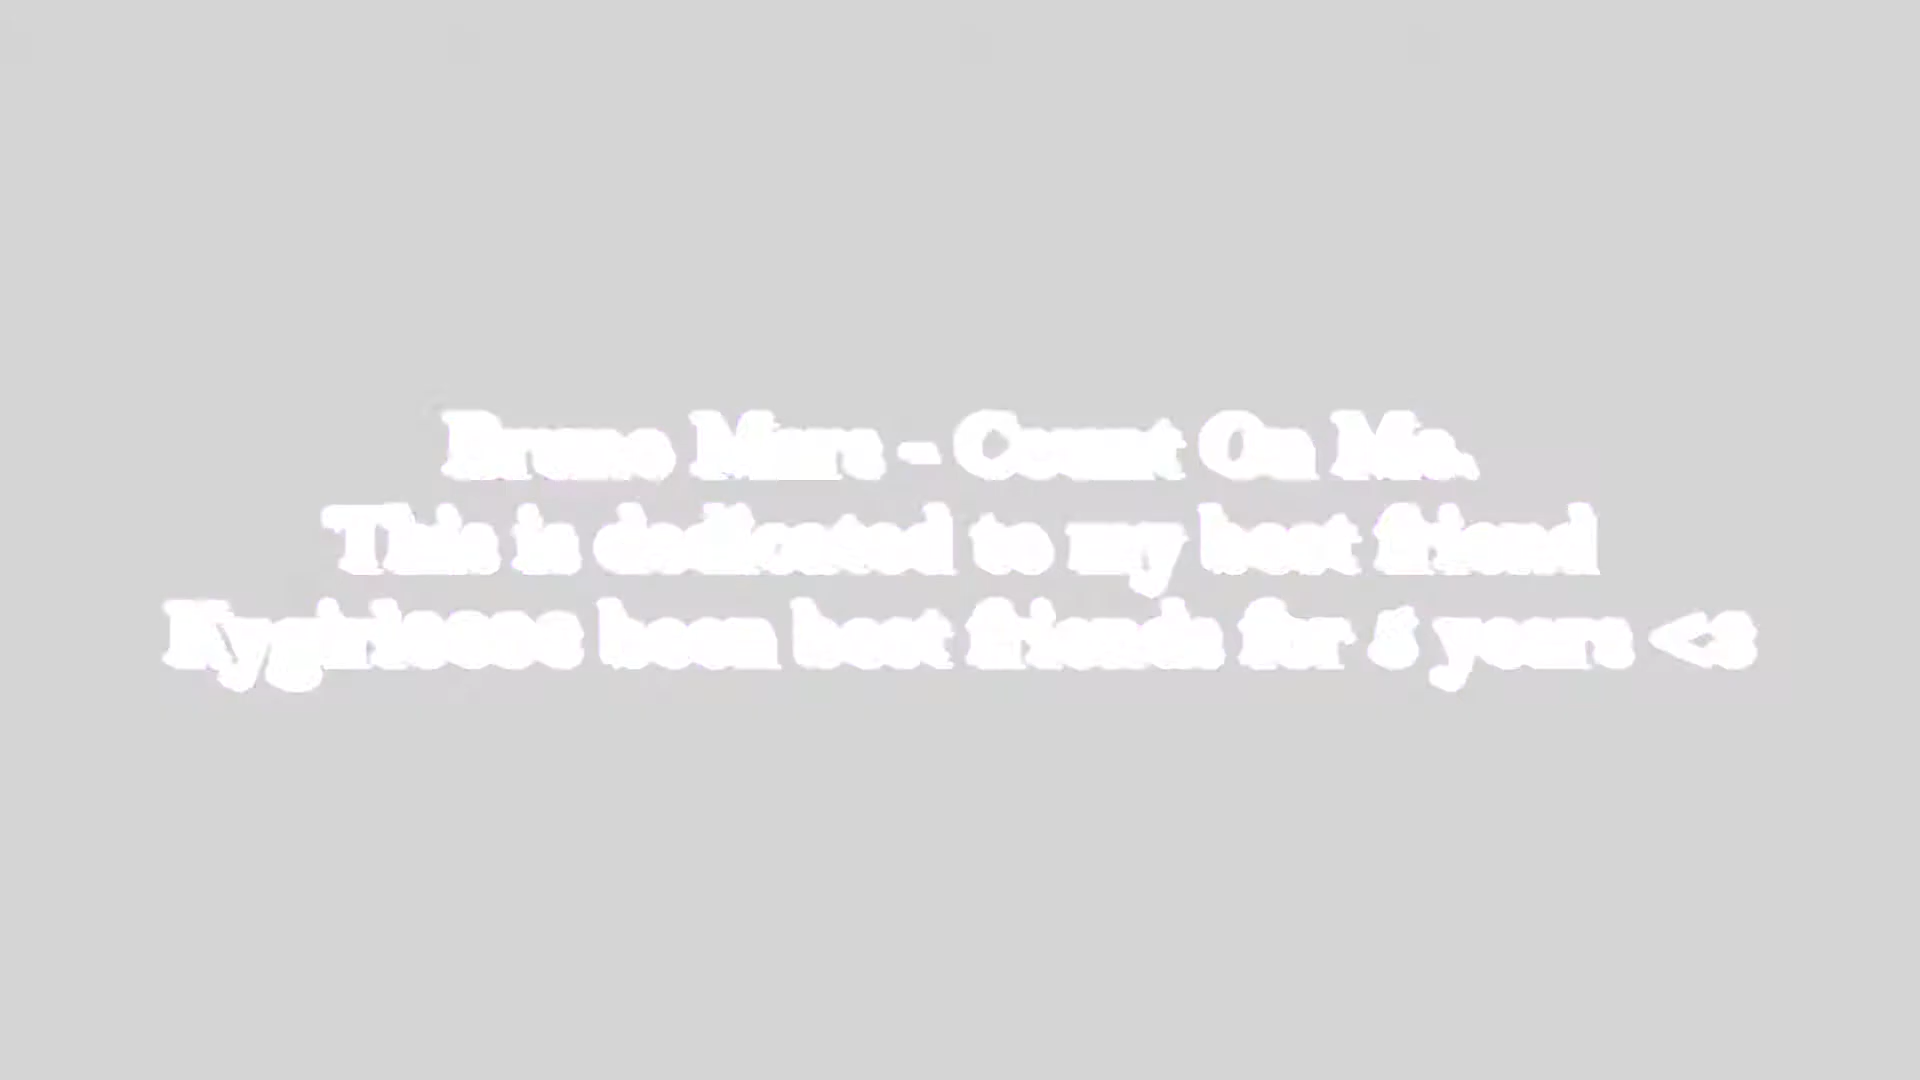 Bruno Mars - Count On Me.
This is dedicated to my best friend
been best friends for years <3